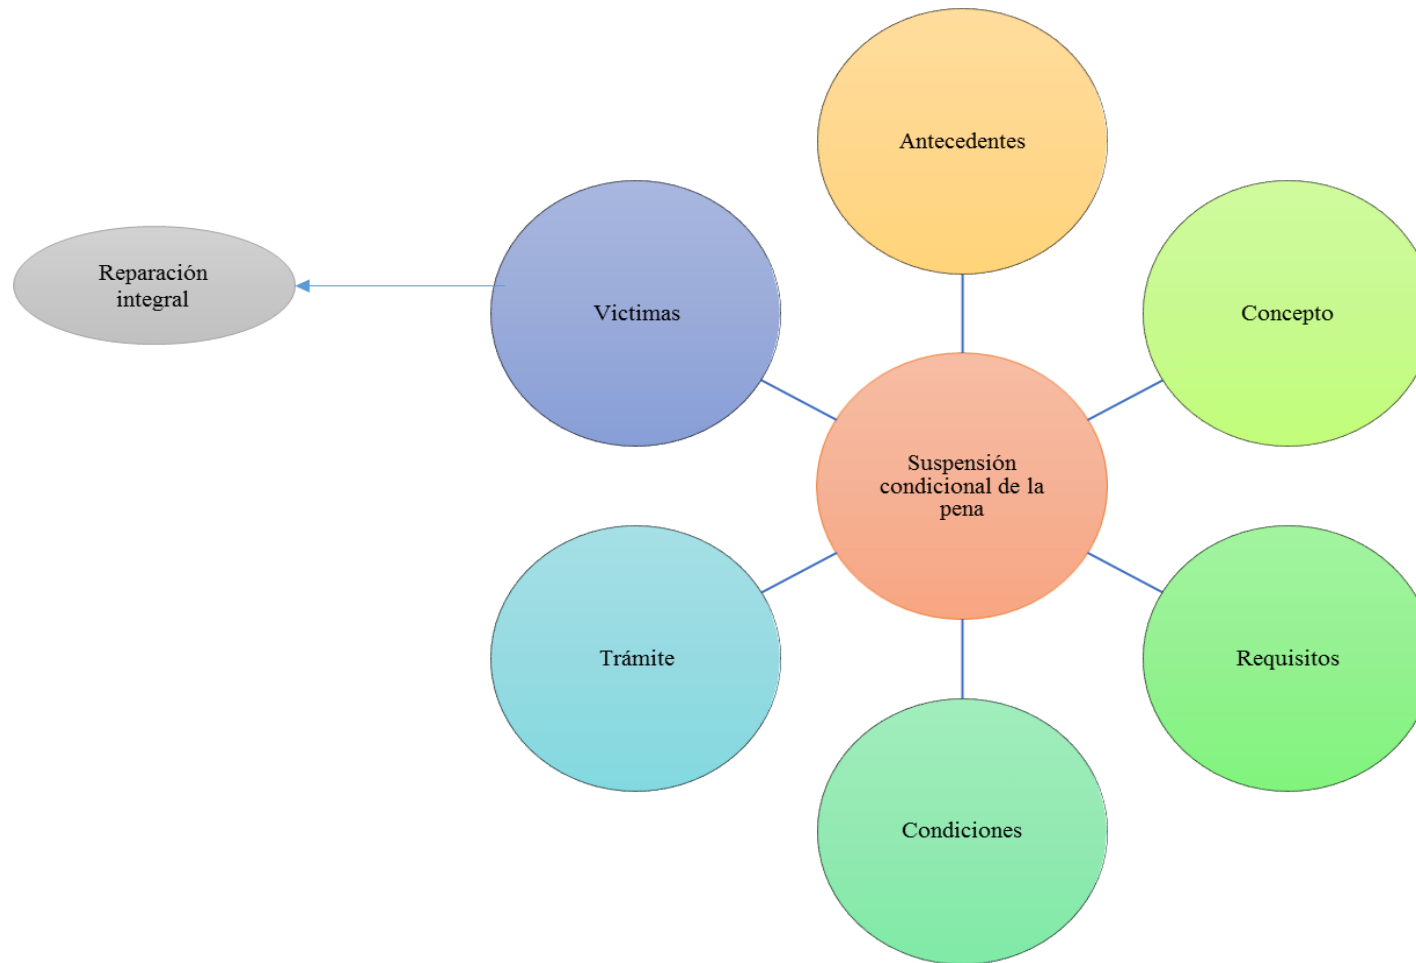 Antecedentes
Reparación
integral
Victimas
Concepto
Suspensión
condicional de la
pena
Trámite
Requisitos
Condiciones